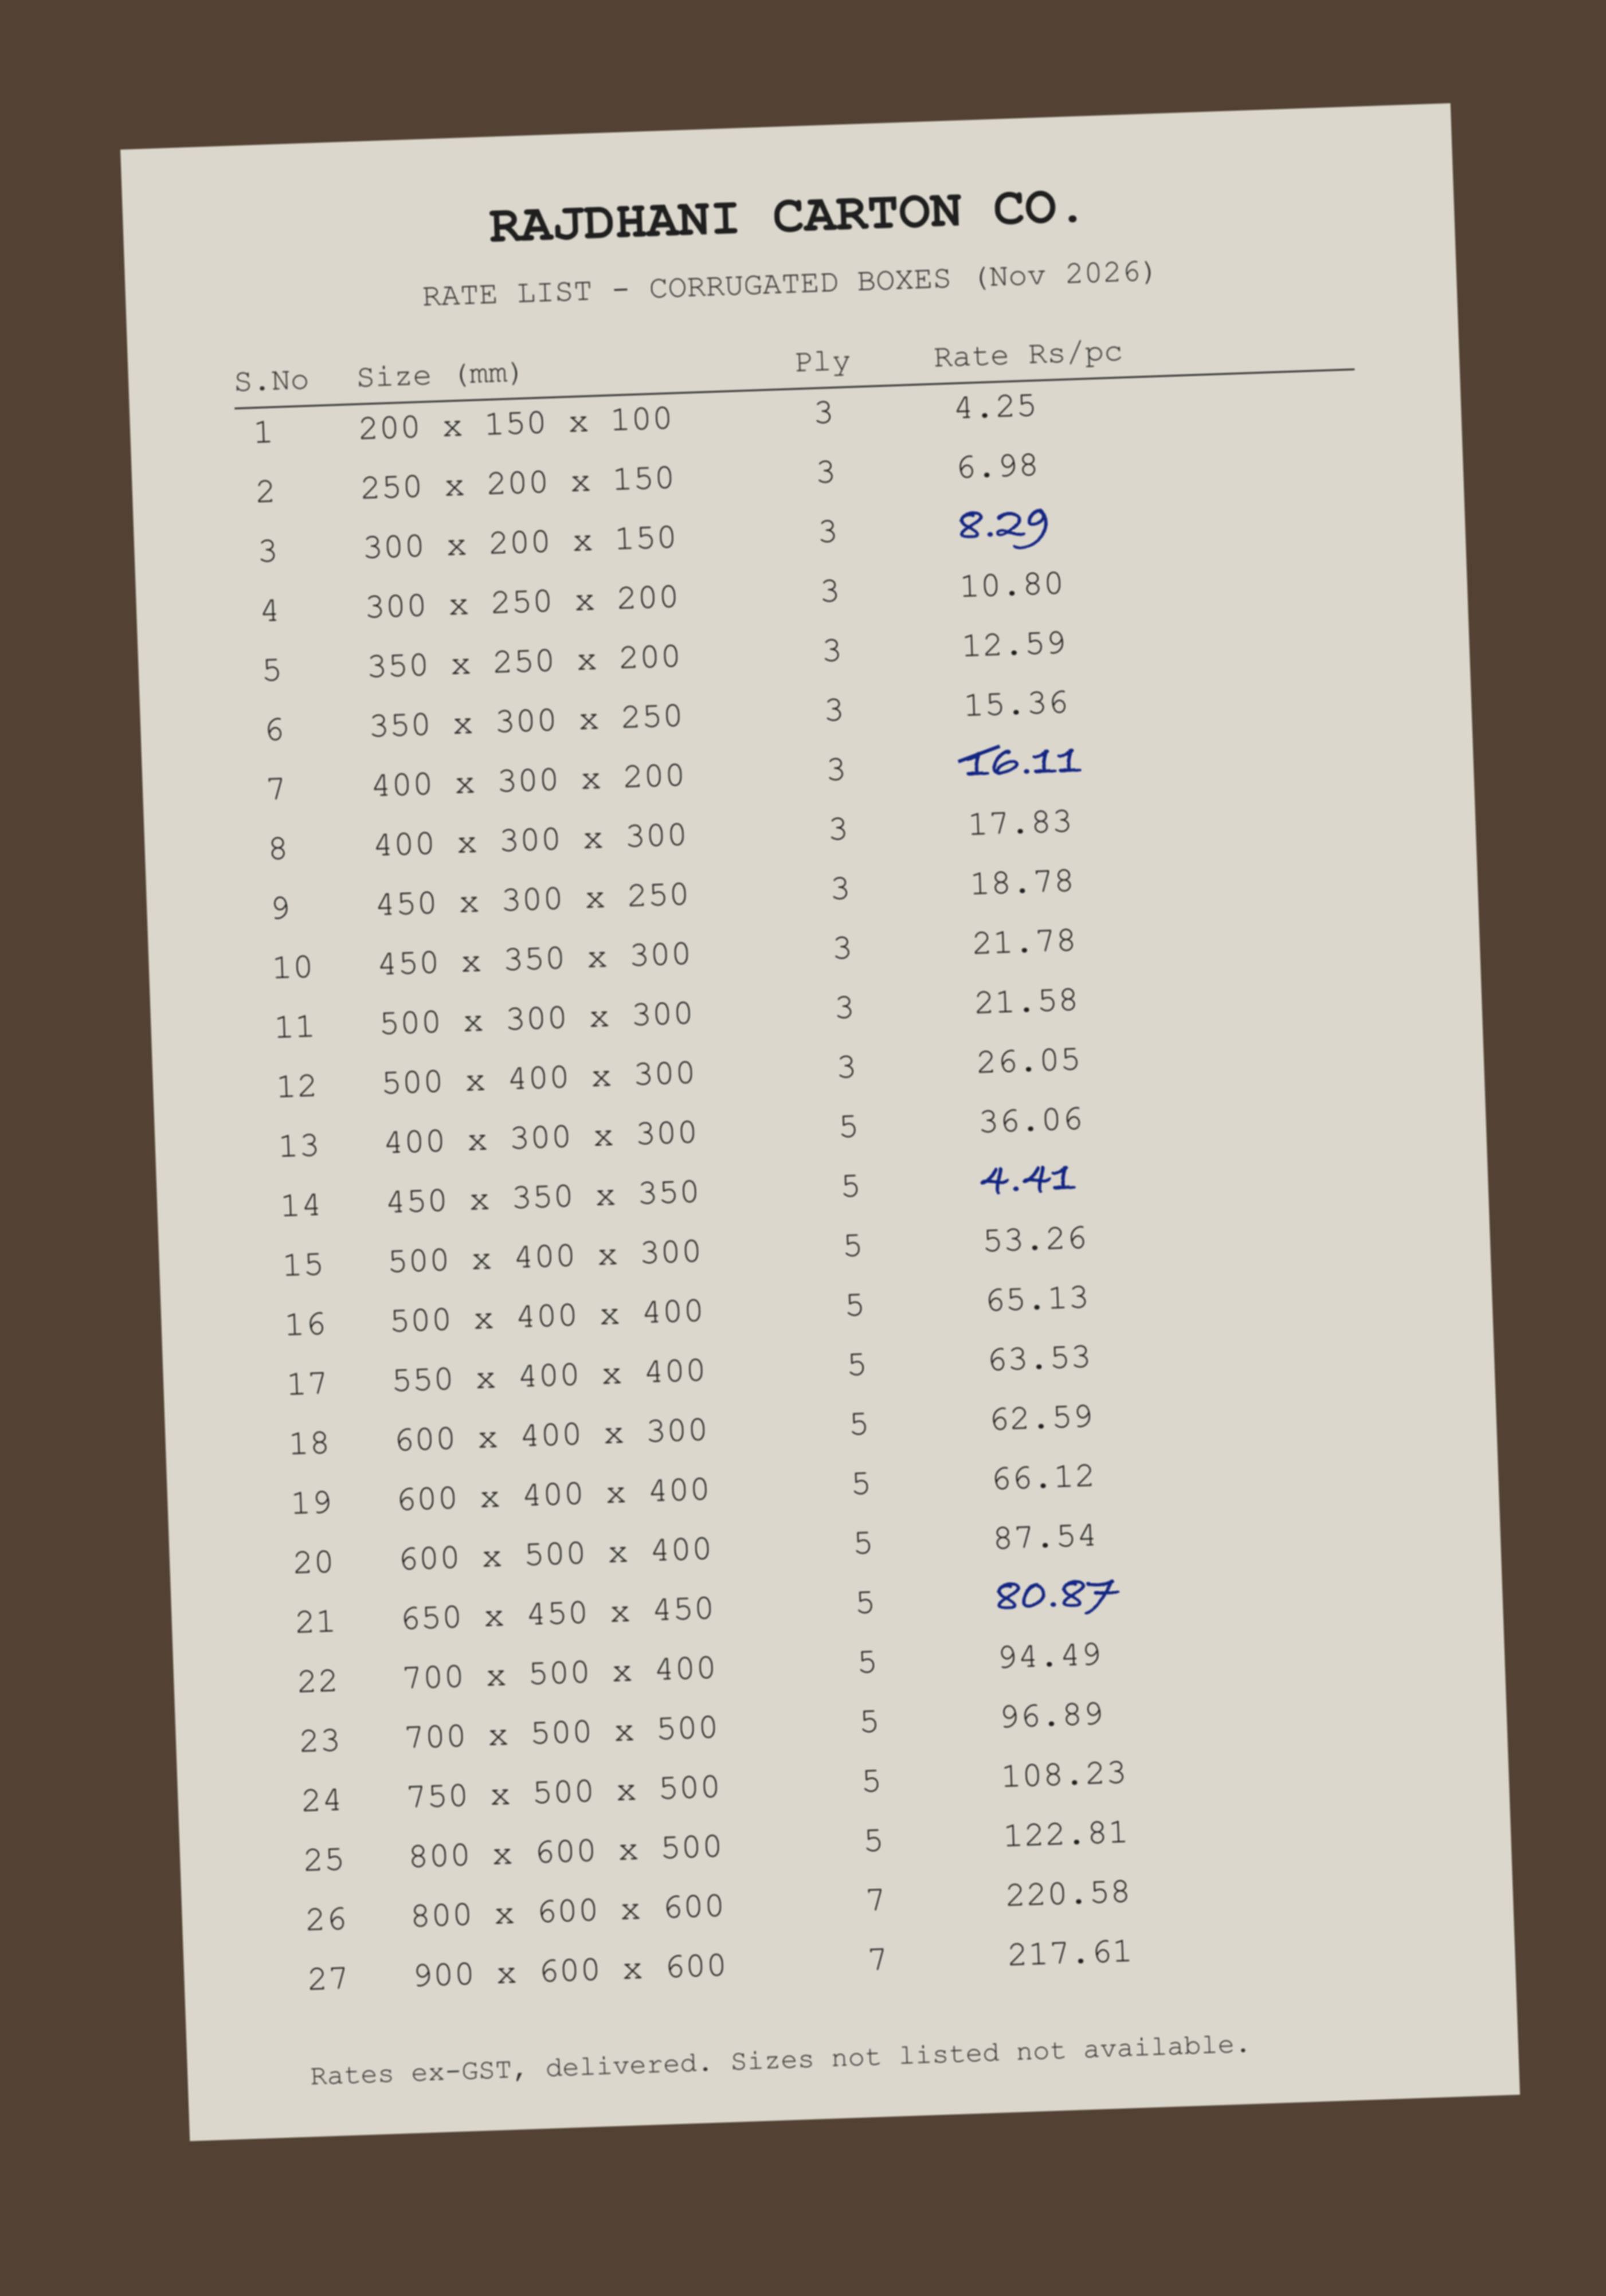 RAJDHANI CARTON CO.
RATE LIST - CORRUGATED BOXES (Nov 2026)
S.No Size (mm) Ply Rate Rs/pc
1 200 x 150 x 100 3 4.25
2 250 x 200 x 150 3 6.98
3 300 x 200 x 150 3 8.29
4 300 x 250 x 200 3 10.80
5 350 x 250 x 200 3 12.59
6 350 x 300 x 250 3 15.36
7 400 x 300 x 200 3 16.11
8 400 x 300 x 300 3 17.83
9 450 x 300 x 250 3 18.78
10 450 x 350 x 300 3 21.78
11 500 x 300 x 300 3 21.58
12 500 x 400 x 300 3 26.05
13 400 x 300 x 300 5 36.06
14 450 x 350 x 350 5 4.41
15 500 x 400 x 300 5 53.26
16 500 x 400 x 400 5 65.13
17 550 x 400 x 400 5 63.53
18 600 x 400 x 300 5 62.59
19 600 x 400 x 400 5 66.12
20 600 x 500 x 400 5 87.54
21 650 x 450 x 450 5 80.87
22 700 x 500 x 400 5 94.49
23 700 x 500 x 500 5 96.89
24 750 x 500 x 500 5 108.23
25 800 x 600 x 500 5 122.81
26 800 x 600 x 600 7 220.58
27 900 x 600 x 600 7 217.61
Rates ex-GST, delivered. Sizes not listed not available.